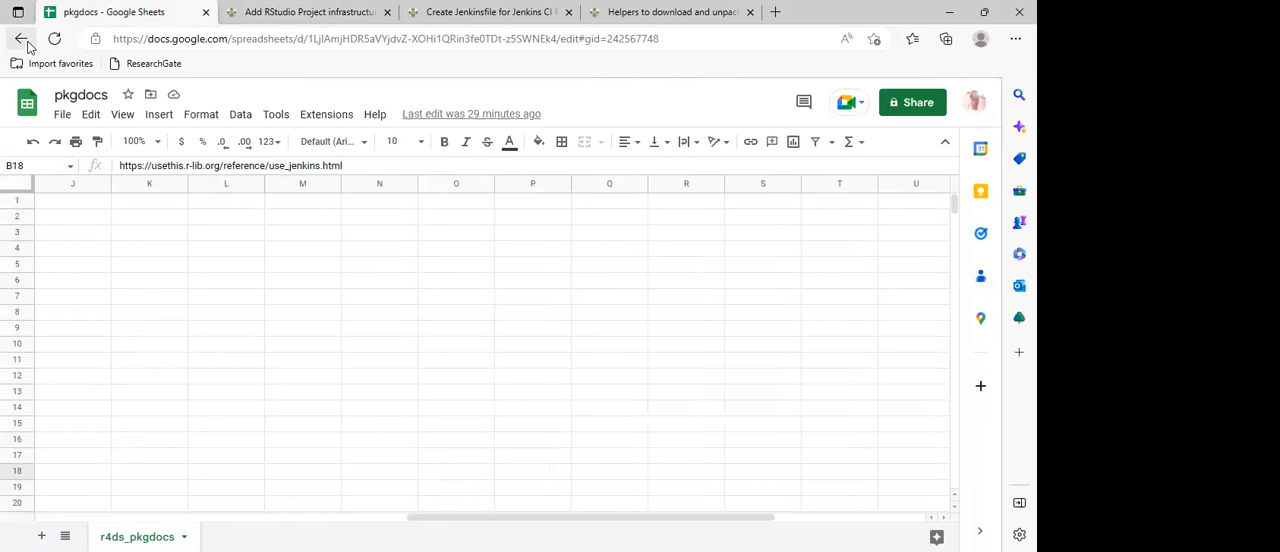 pkgdocs - Google Sheets
Add RStudio Project infrastructu
Create Jenkinsfile for Jenkins CI P
Helpers to download and unpack
https://docs.google.com/spreadsheets/d/1LjIAmjHDR5aVYjdvZ-XOHi1QRin3fe0TDt-z5SWNEk4/edit#gid=242567748
Import favorites
ResearchGate
pkgdocs
File Edit View Insert Format Data Tools Extensions Help Last edit was 29 minutes ago
Share
100% $ % .0 .00 123 Default (Ari... 10 B I S A
B18 fx https://usethis.r-lib.org/reference/use_jenkins.html
J K L M N O P Q R S T U
1
2
3
4
5
6
7
8
9
10
11
12
13
14
15
16
17
18
19
20
r4ds_pkgdocs